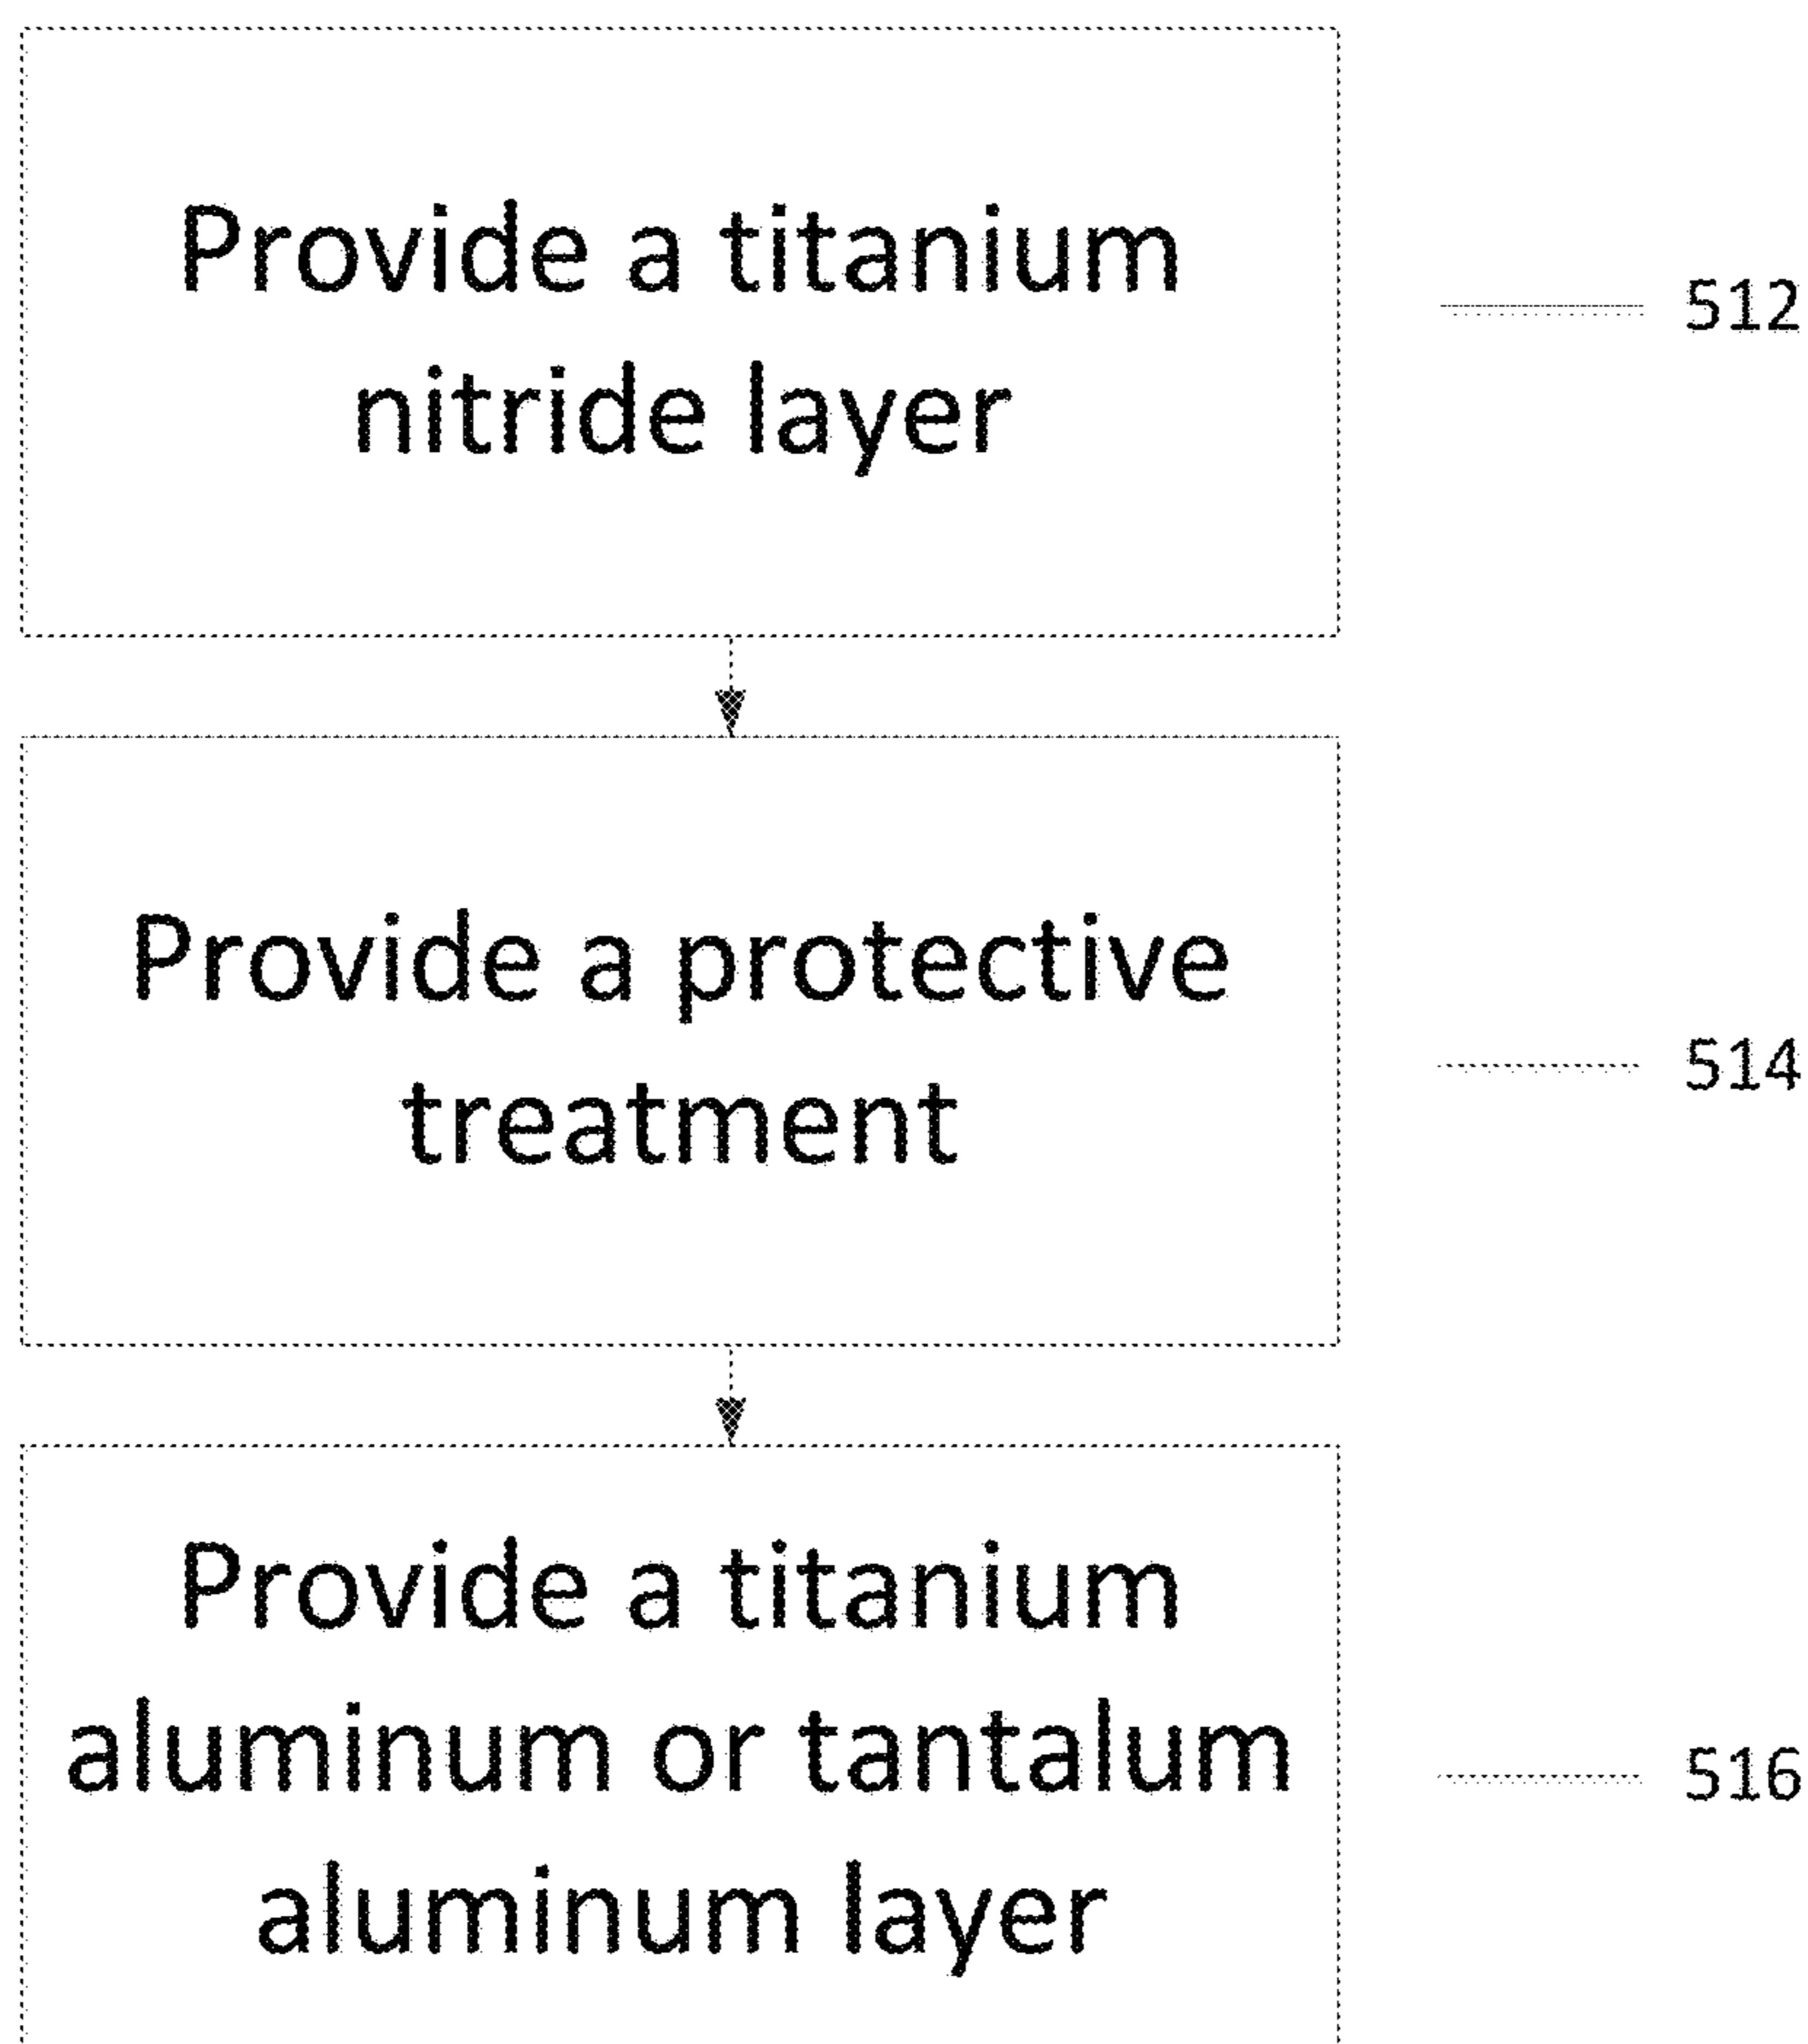 Provide a titanium
nitride layer
512
Provide a protective
treatment
514
Provide a titanium
aluminum or tantalum
aluminum layer
516